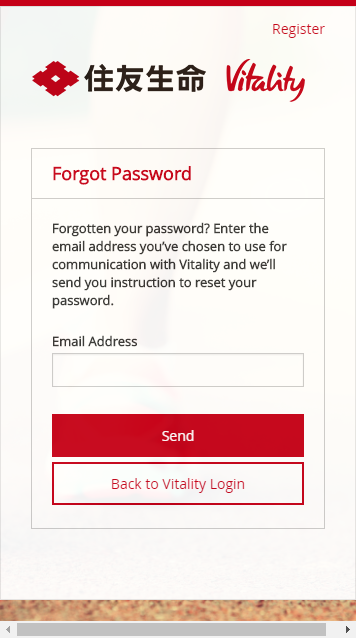 Register
住友生命 Vitality
Forgot Password
Forgotten your password? Enter the
email address you've chosen to use for
communication with Vitality and we'll
send you instruction to reset your
password.
Email Address
Send
Back to Vitality Login